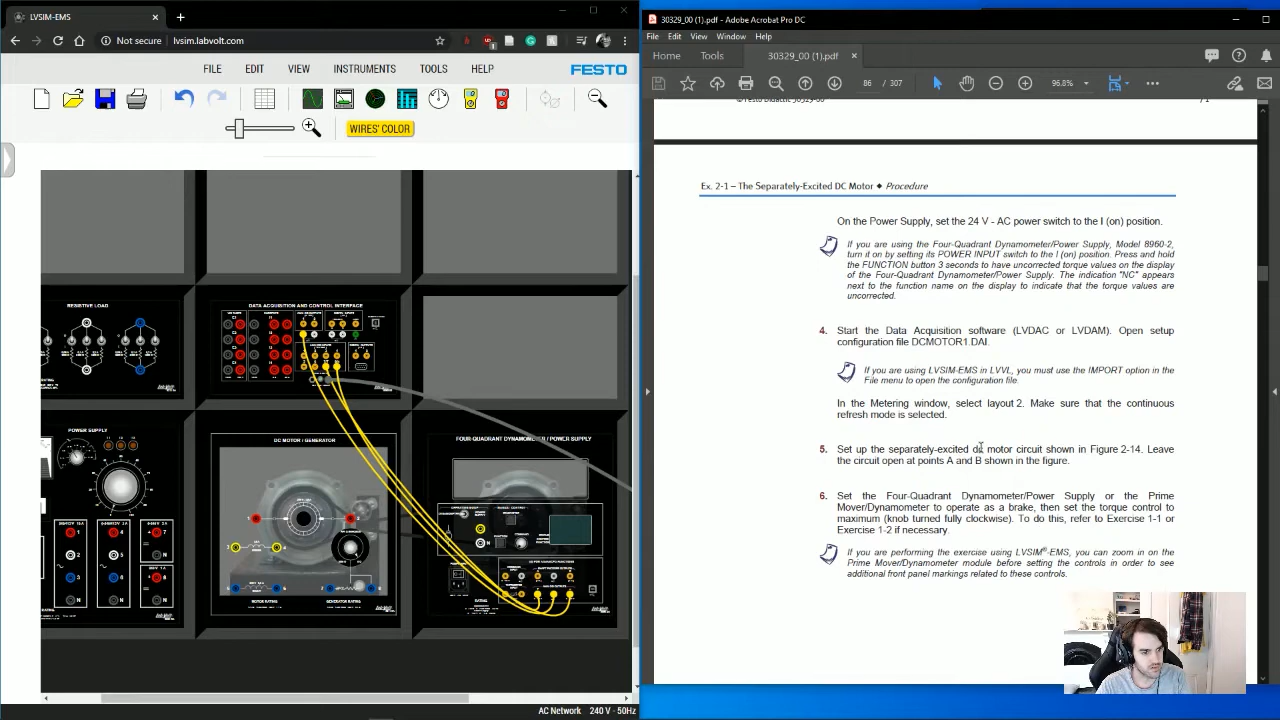 LVSIM-EMS
Not secure | lvsim.labvolt.com
FILE EDIT VIEW INSTRUMENTS TOOLS HELP FESTO
WIRES' COLOR
RESISTIVE LOAD
DATA ACQUISITION AND CONTROL INTERFACE
POWER SUPPLY
DC MOTOR / GENERATOR
FOUR-QUADRANT DYNAMOMETER / POWER SUPPLY
MOTOR RATING
GENERATOR RATING
AC Network 240 V - 50Hz
30329_00 (1).pdf - Adobe Acrobat Pro DC
File Edit View Window Help
Home Tools 30329_00 (1).pdf
86 / 307 96.8%
©Festo Didactic 30329-00 71
Ex. 2-1 – The Separately-Excited DC Motor ◆ Procedure
On the Power Supply, set the 24 V - AC power switch to the I (on) position.
If you are using the Four-Quadrant Dynamometer/Power Supply, Model 8960-2,
turn it on by setting its POWER INPUT switch to the I (on) position. Press and hold
the FUNCTION button 3 seconds to have uncorrected torque values on the display
of the Four-Quadrant Dynamometer/Power Supply. The indication "NC" appears
next to the function name on the display to indicate that the torque values are
uncorrected.
4. Start the Data Acquisition software (LVDAC or LVDAM). Open setup
configuration file DCMOTOR1.DAI.
If you are using LVSIM-EMS in LVVL, you must use the IMPORT option in the
File menu to open the configuration file.
In the Metering window, select layout 2. Make sure that the continuous
refresh mode is selected.
5. Set up the separately-excited dc motor circuit shown in Figure 2-14. Leave
the circuit open at points A and B shown in the figure.
6. Set the Four-Quadrant Dynamometer/Power Supply or the Prime
Mover/Dynamometer to operate as a brake, then set the torque control to
maximum (knob turned fully clockwise). To do this, refer to Exercise 1-1 or
Exercise 1-2 if necessary.
If you are performing the exercise using LVSIM®-EMS, you can zoom in on the
Prime Mover/Dynamometer module before setting the controls in order to see
additional front panel markings related to these controls.